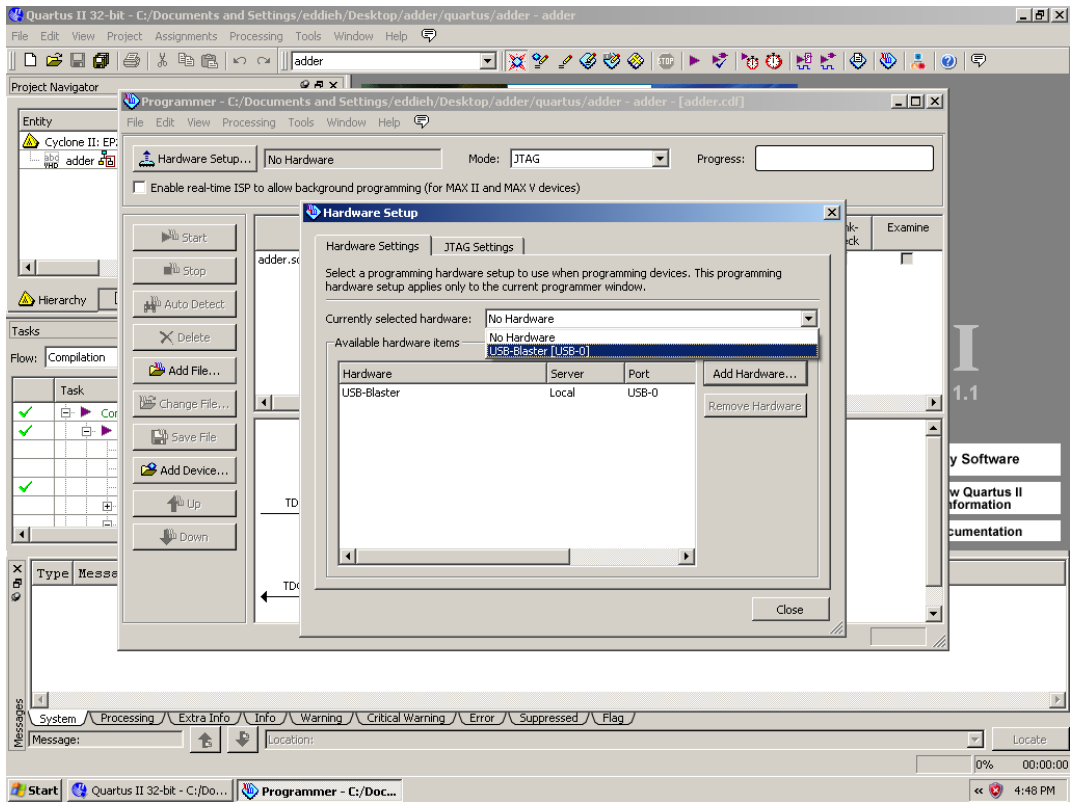 Quartus II 32-bit - C:/Documents and Settings/eddieh/Desktop/adder/quartus/adder - adder
File Edit View Project Assignments Processing Tools Window Help
adder
Project Navigator
Programmer - C:/Documents and Settings/eddieh/Desktop/adder/quartus/adder - adder - [adder.cdf]
File Edit View Processing Tools Window Help
Entity
Cyclone II: EP2
adder
Hardware Setup...
No Hardware
Mode: JTAG
Progress:
Enable real-time ISP to allow background programming (for MAX II and MAX V devices)
Start
Stop
Auto Detect
Delete
Add File...
Change File...
Save File
Add Device...
Up
Down
adder.so
Examine
Hardware Setup
Hardware Settings
JTAG Settings
Select a programming hardware setup to use when programming devices. This programming
hardware setup applies only to the current programmer window.
Currently selected hardware: No Hardware
No Hardware
USB-Blaster [USB-0]
Available hardware items
Hardware Server Port
USB-Blaster Local USB-0
Add Hardware...
Remove Hardware
Close
TD
TDO
Hierarchy
Tasks
Flow: Compilation
Task
Con
I
1.1
y Software
w Quartus II
nformation
cumentation
Type Messa
System Processing Extra Info Info Warning Critical Warning Error Suppressed Flag
Messages
Message:
Location:
Locate
0% 00:00:00
Start
Quartus II 32-bit - C:/Do...
Programmer - C:/Doc...
4:48 PM